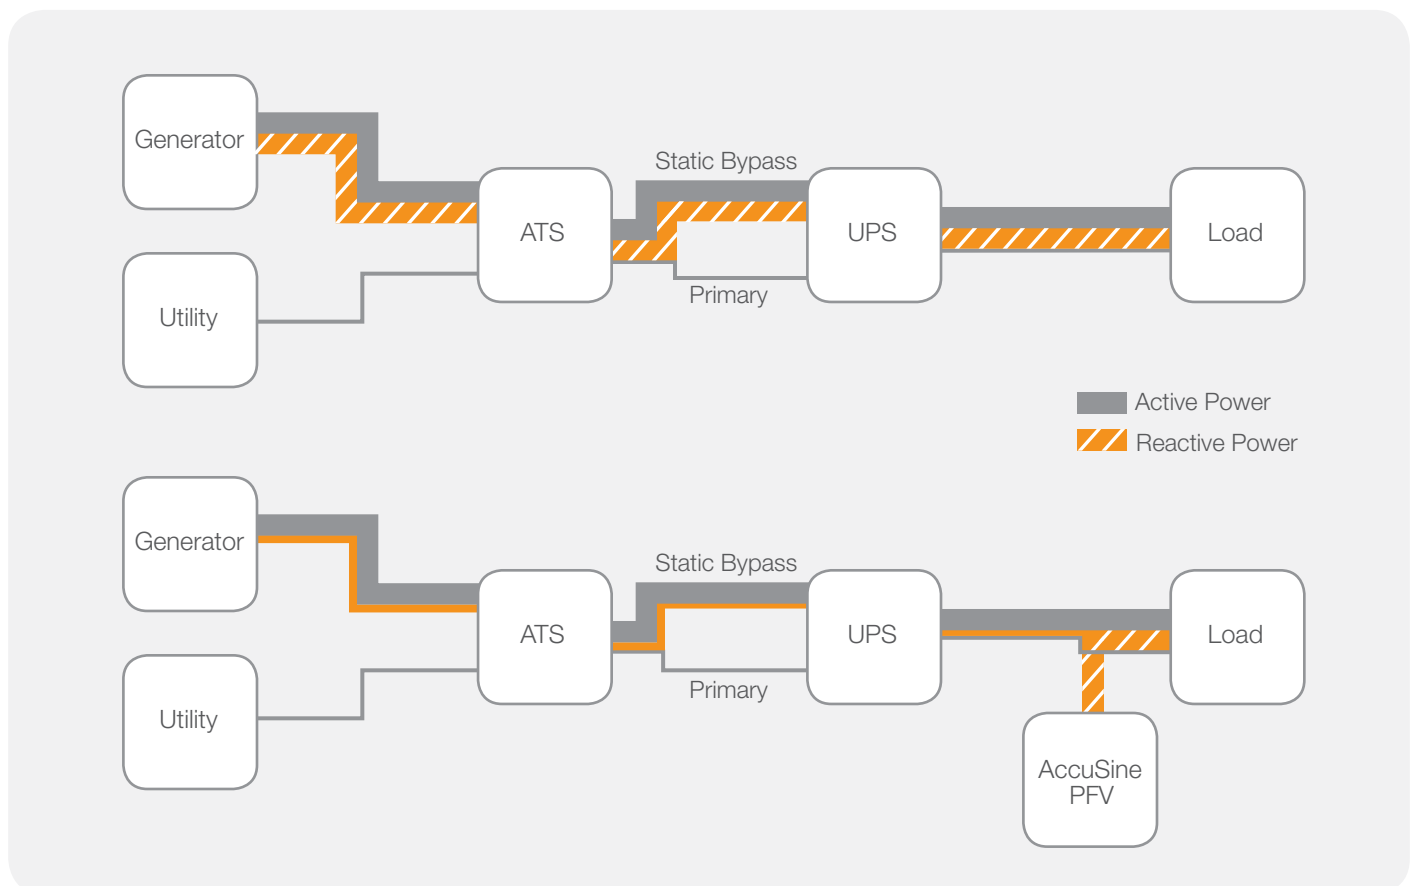 Generator
Static Bypass
ATS
UPS
Load
Primary
Utility
Active Power
Reactive Power
Generator
Static Bypass
ATS
UPS
Load
Primary
Utility
AccuSine
PFV